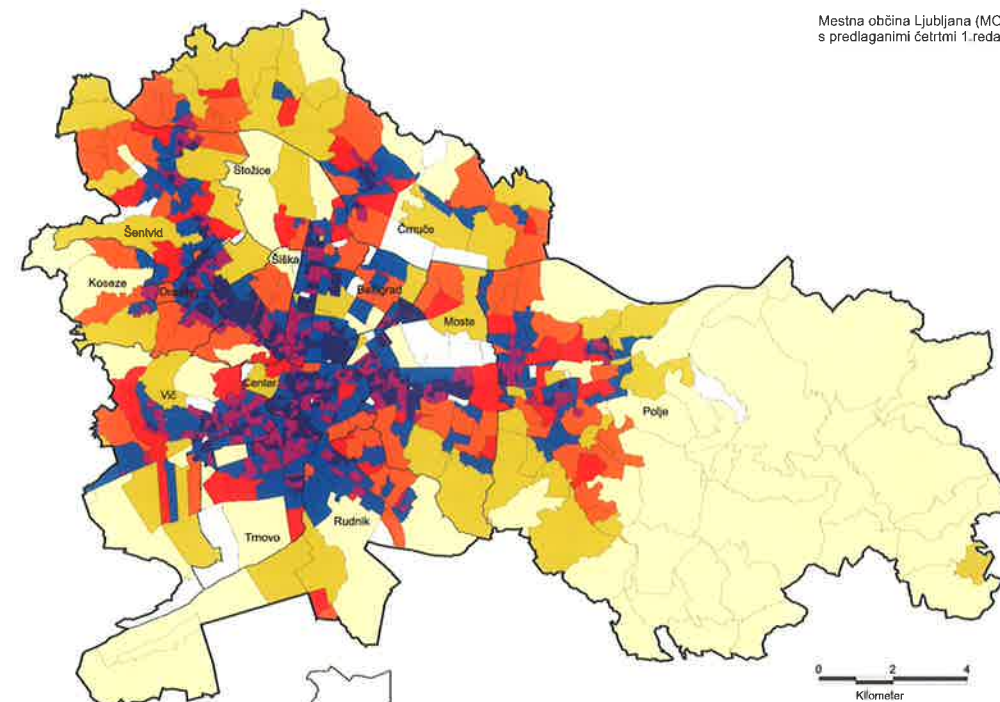 Mestna občina Ljubljana (MO
s predlaganimi četrtmi 1.reda
Stožice
Črnuče
Šentvid
Šiška
Koseze
Bežigrad
Moste
Center
Vič
Polje
Rudnik
Trnovo
0 2 4
Kilometer